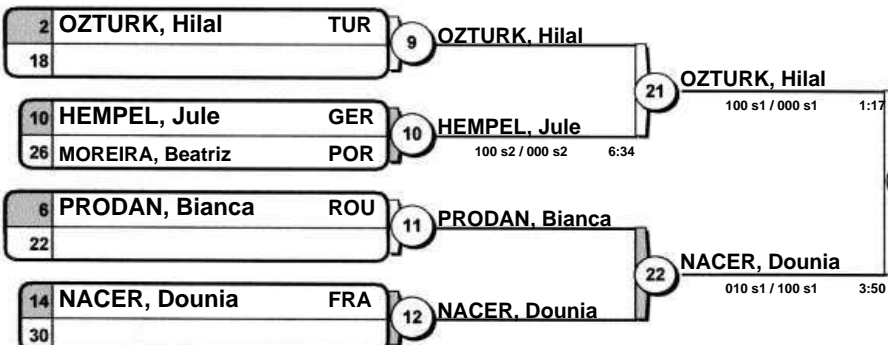 2 OZTURK, Hilal TUR
18
9 OZTURK, Hilal
21 OZTURK, Hilal
100 s1 / 000 s1 1:17
10 HEMPEL, Jule GER
26 MOREIRA, Beatriz POR
10 HEMPEL, Jule
100 s2 / 000 s2 6:34
6 PRODAN, Bianca ROU
22
11 PRODAN, Bianca
22 NACER, Dounia
010 s1 / 100 s1 3:50
14 NACER, Dounia FRA
30
12 NACER, Dounia